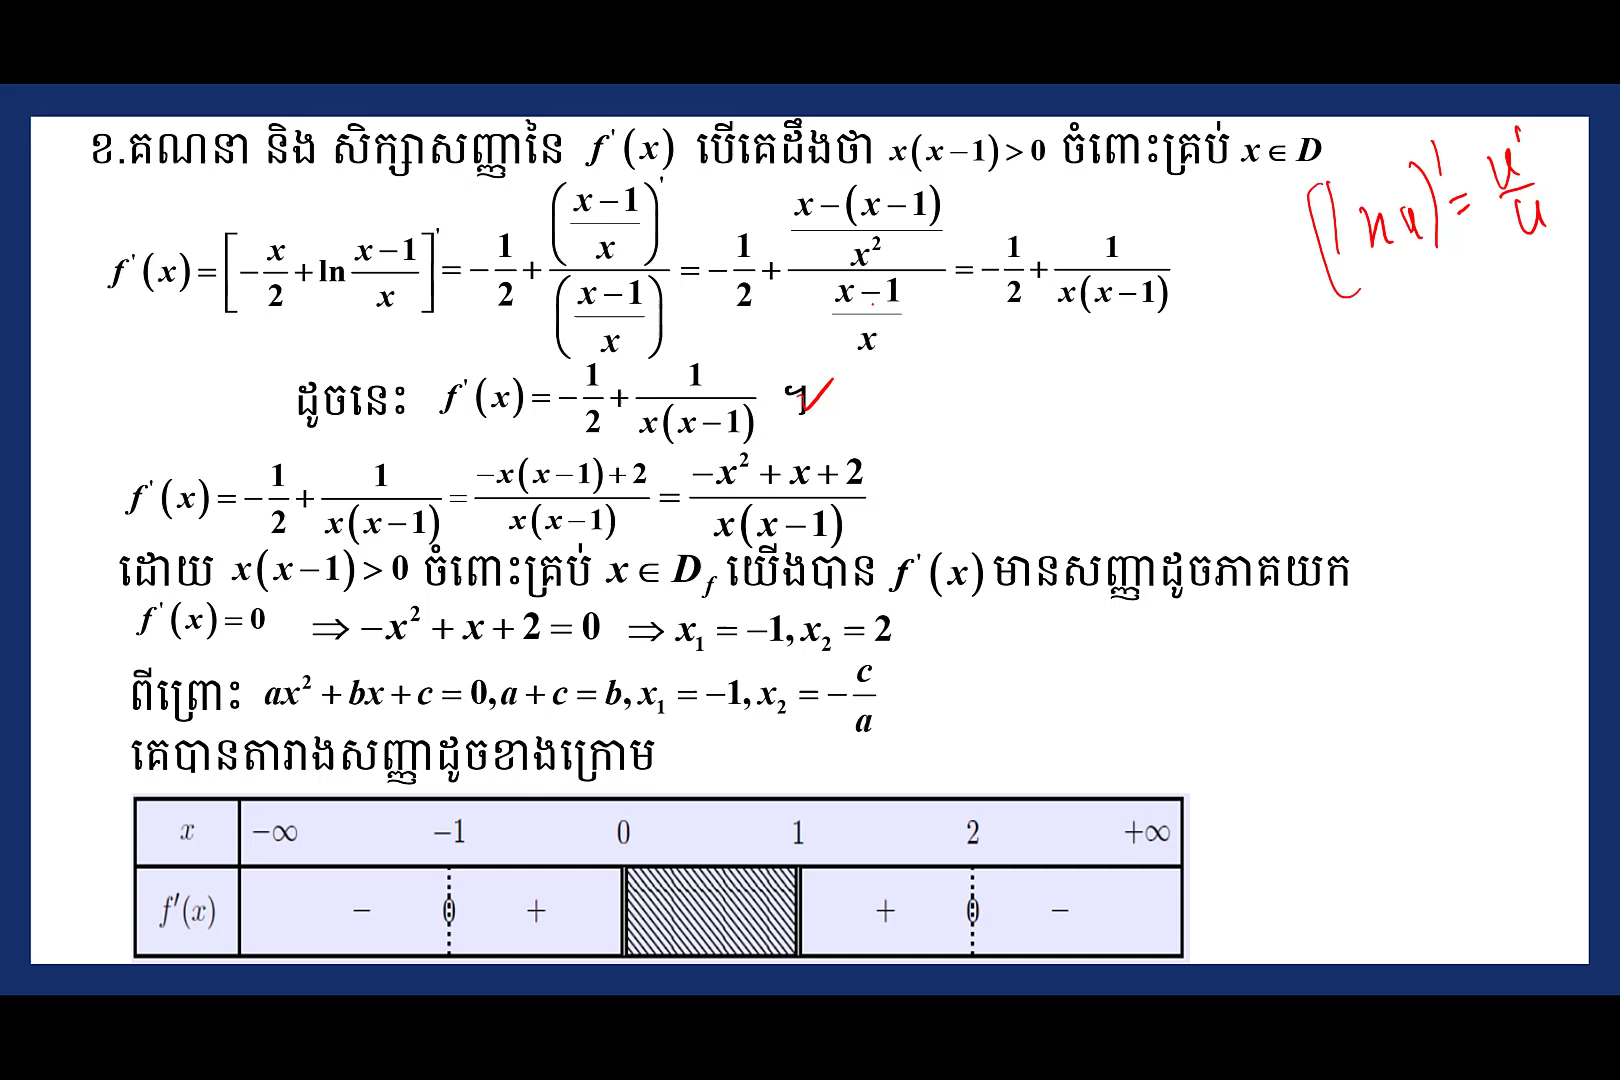 ខ.គណនា និង សិក្សាសញ្ញានៃ f'(x) បើគេដឹងថា x(x−1)>0 ចំពោះគ្រប់ x∈D
(ln u)' = u'/u
f'(x) = [−x/2 + ln (x−1)/x]' = −1/2 + ((x−1)/x)'/((x−1)/x) = −1/2 + ((x−(x−1))/x²)/((x−1)/x) = −1/2 + 1/(x(x−1))
ដូចនេះ f'(x) = −1/2 + 1/(x(x−1)) ។
f'(x) = −1/2 + 1/(x(x−1)) = (−x(x−1)+2)/(x(x−1)) = (−x²+x+2)/(x(x−1))
ដោយ x(x−1)>0 ចំពោះគ្រប់ x∈D_f យើងបាន f'(x) មានសញ្ញាដូចភាគយក
f'(x)=0 ⇒ −x²+x+2=0 ⇒ x₁=−1, x₂=2
ពីព្រោះ ax²+bx+c=0, a+c=b, x₁=−1, x₂=−c/a
គេបានតារាងសញ្ញាដូចខាងក្រោម
x −∞ −1 0 1 2 +∞
f'(x) − 0 + + 0 −